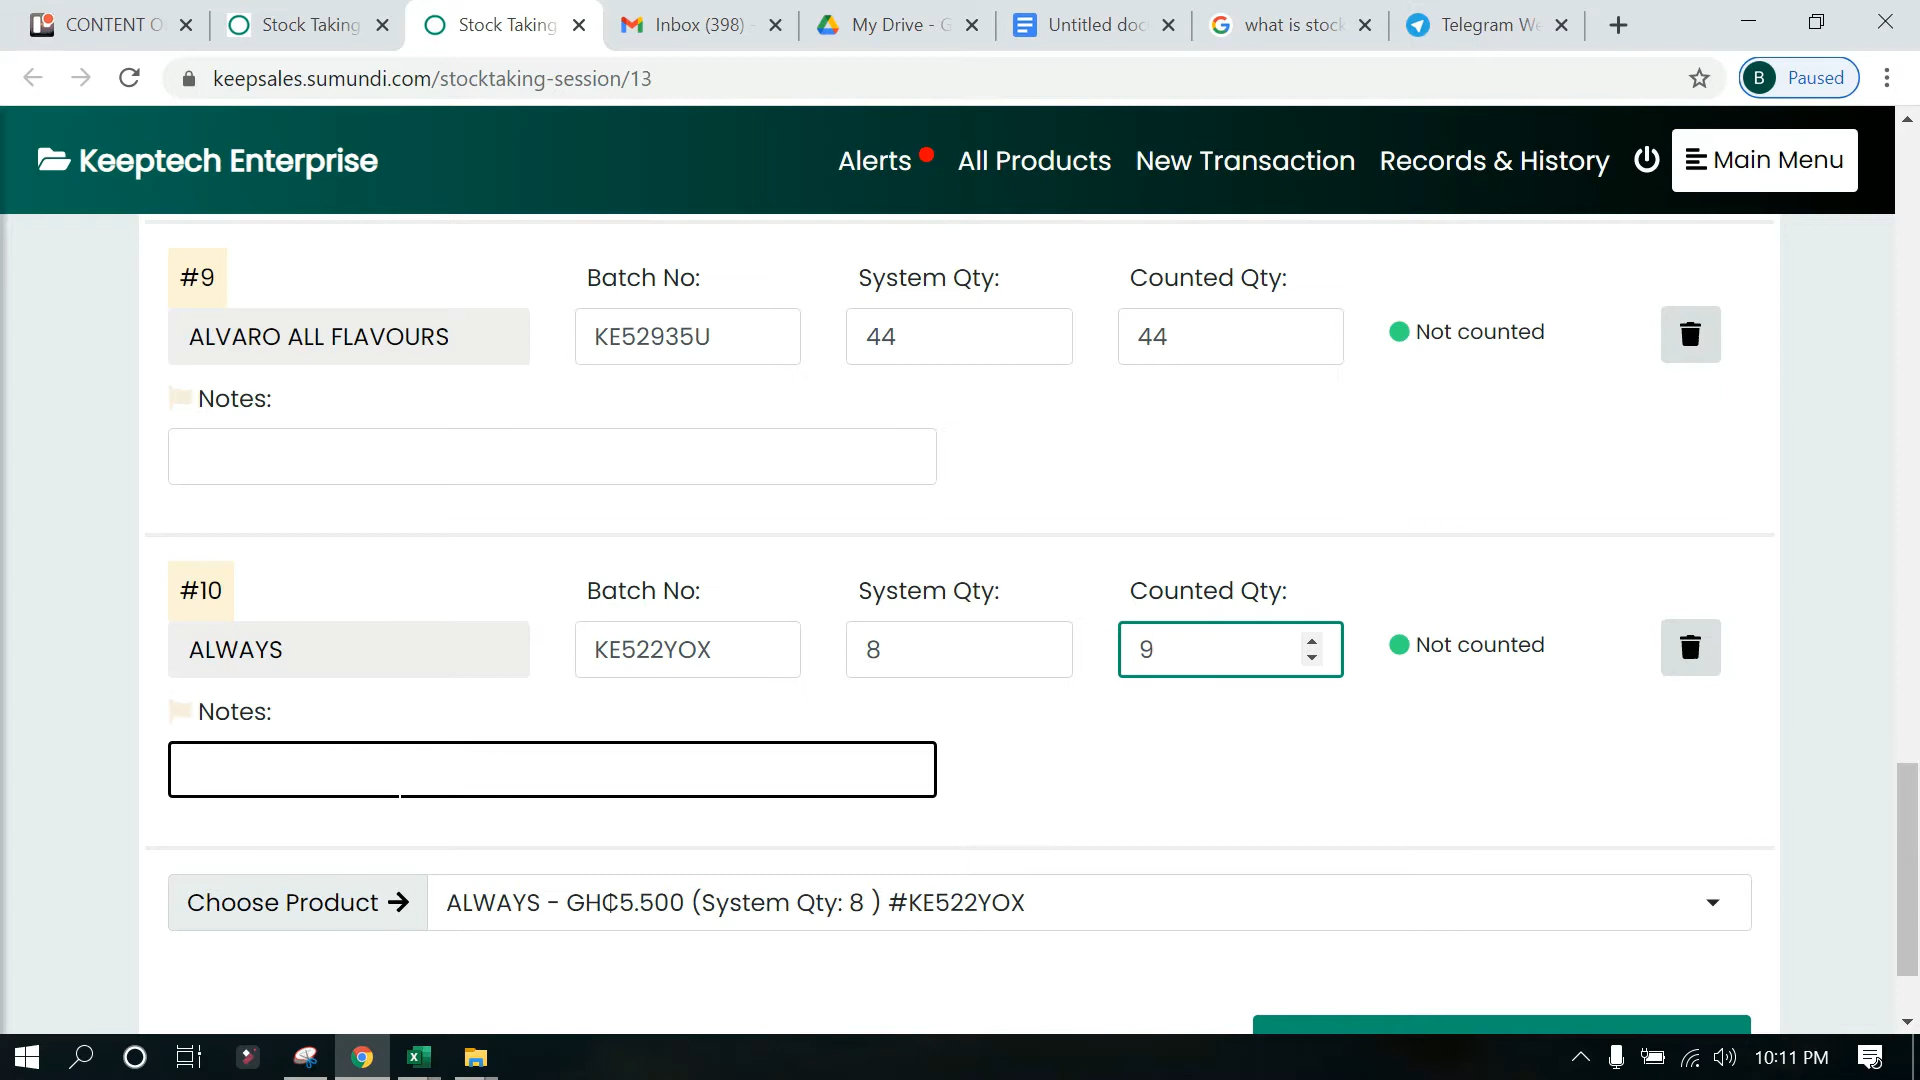 CONTENT O
Stock Taking
Stock Taking
Inbox (398)
My Drive - G
Untitled doc
what is stock
Telegram We
keepsales.sumundi.com/stocktaking-session/13
B Paused
Keeptech Enterprise
Alerts All Products New Transaction Records & History Main Menu
#9 Batch No: System Qty: Counted Qty:
ALVARO ALL FLAVOURS KE52935U 44 44 Not counted
Notes:
#10 Batch No: System Qty: Counted Qty:
ALWAYS KE522YOX 8 9 Not counted
Notes:
Choose Product ALWAYS - GH₵5.500 (System Qty: 8 ) #KE522YOX
10:11 PM